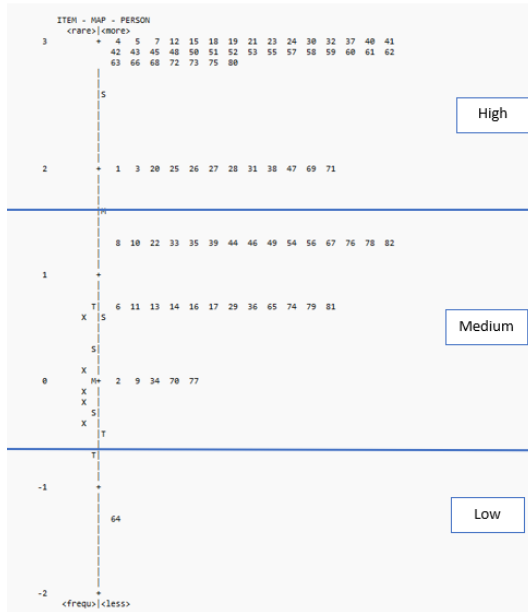 ITEM - MAP - PERSON
<rare>|<more>
3 + 4 5 7 12 15 18 19 21 23 24 30 32 37 40 41
42 43 45 48 50 51 52 53 55 57 58 59 60 61 62
63 66 68 72 73 75 80
|S
High
2 + 1 3 20 25 26 27 28 31 38 47 69 71
|M
8 10 22 33 35 39 44 46 49 54 56 67 76 78 82
1 +
T| 6 11 13 14 16 17 29 36 65 74 79 81
X |S
Medium
S|
X |
0 M+ 2 9 34 70 77
X |
X |
S|
X |
|T
T|
-1 +
Low
64
-2 +
<frequ>|<less>